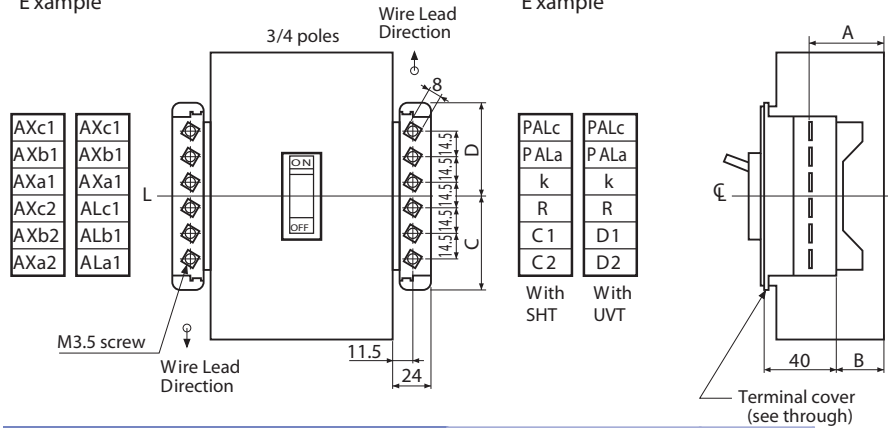 Example
Example
Wire Lead
Direction
3/4 poles
A
8
AXc1 AXc1
AXb1 AXb1
AXa1 AXa1
AXc2 ALc1
AXb2 ALb1
AXa2 ALa1
L
ON
OFF
14.5
14.5
14.5
14.5
14.5
D
C
PALc PALc
PALa PALa
k k
R R
C1 D1
C2 D2
With
SHT
With
UVT
℄
M3.5 screw
Wire Lead
Direction
11.5
24
40
B
Terminal cover
(see through)